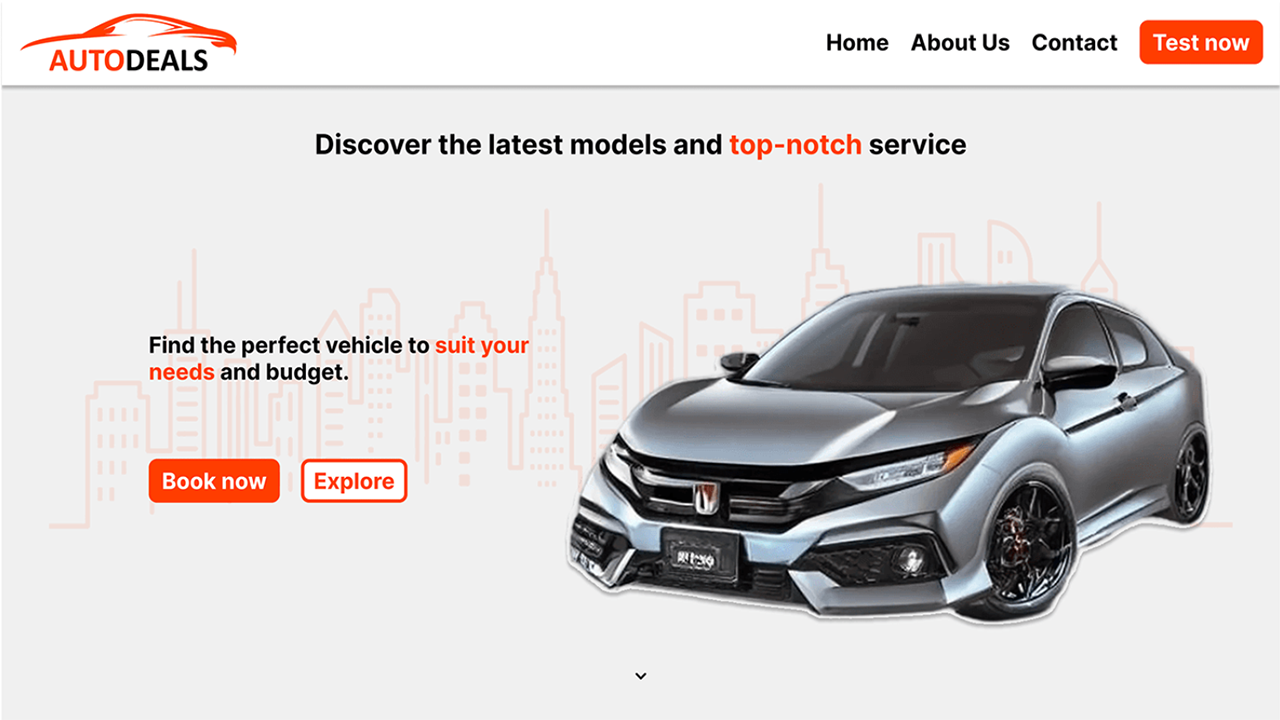 AUTODEALS
Home About Us Contact Test now
Discover the latest models and top-notch service
Find the perfect vehicle to suit your
needs and budget.
Book now Explore